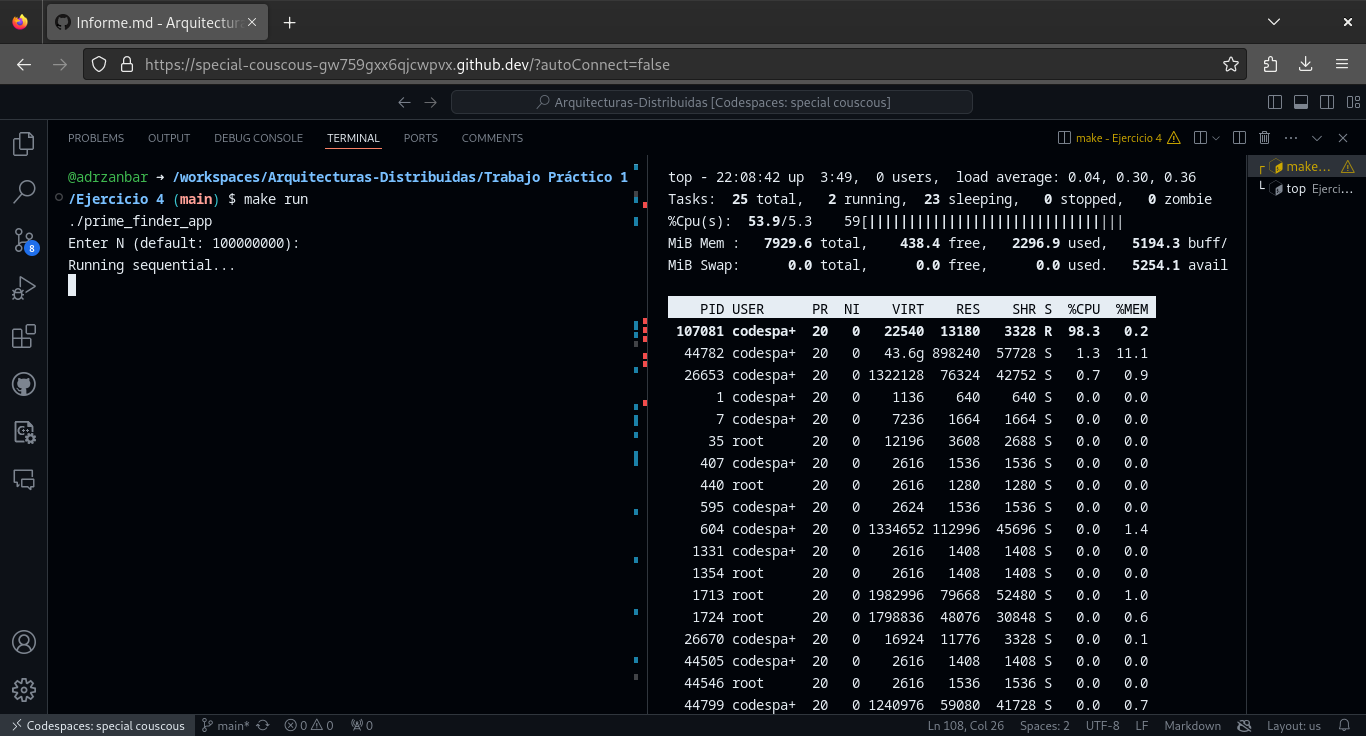 Informe.md - Arquitectura
https://special-couscous-gw759gxx6qjcwpvx.github.dev/?autoConnect=false
Arquitecturas-Distribuidas [Codespaces: special couscous]
PROBLEMS OUTPUT DEBUG CONSOLE TERMINAL PORTS COMMENTS make - Ejercicio 4
@adrzanbar → /workspaces/Arquitecturas-Distribuidas/Trabajo Práctico 1
/Ejercicio 4 (main) $ make run
./prime_finder_app
Enter N (default: 100000000):
Running sequential...
top - 22:08:42 up  3:49,  0 users,  load average: 0.04, 0.30, 0.36
Tasks:  25 total,   2 running,  23 sleeping,   0 stopped,   0 zombie
%Cpu(s):  53.9/5.3    59[||||||||||||||||||||||||||||||||
MiB Mem :   7929.6 total,    438.4 free,   2296.9 used,   5194.3 buff/
MiB Swap:      0.0 total,      0.0 free,      0.0 used.   5254.1 avail
PID USER      PR  NI    VIRT    RES    SHR S  %CPU  %MEM
107081 codespa+  20   0   22540  13180   3328 R  98.3   0.2
44782 codespa+  20   0   43.6g 898240  57728 S   1.3  11.1
26653 codespa+  20   0 1322128  76324  42752 S   0.7   0.9
1 codespa+  20   0    1136    640    640 S   0.0   0.0
7 codespa+  20   0    7236   1664   1664 S   0.0   0.0
35 root      20   0   12196   3608   2688 S   0.0   0.0
407 codespa+  20   0    2616   1536   1536 S   0.0   0.0
440 root      20   0    2616   1280   1280 S   0.0   0.0
595 codespa+  20   0    2624   1536   1536 S   0.0   0.0
604 codespa+  20   0 1334652 112996  45696 S   0.0   1.4
1331 codespa+  20   0    2616   1408   1408 S   0.0   0.0
1354 root      20   0    2616   1408   1408 S   0.0   0.0
1713 root      20   0 1982996  79668  52480 S   0.0   1.0
1724 root      20   0 1798836  48076  30848 S   0.0   0.6
26670 codespa+  20   0   16924  11776   3328 S   0.0   0.1
44505 codespa+  20   0    2616   1408   1408 S   0.0   0.0
44546 root      20   0    2616   1536   1536 S   0.0   0.0
44799 codespa+  20   0 1240976  59080  41728 S   0.0   0.7
make...
top Ejerci...
8
Codespaces: special couscous main* 0 0 0 Ln 108, Col 26 Spaces: 2 UTF-8 LF Markdown Layout: us